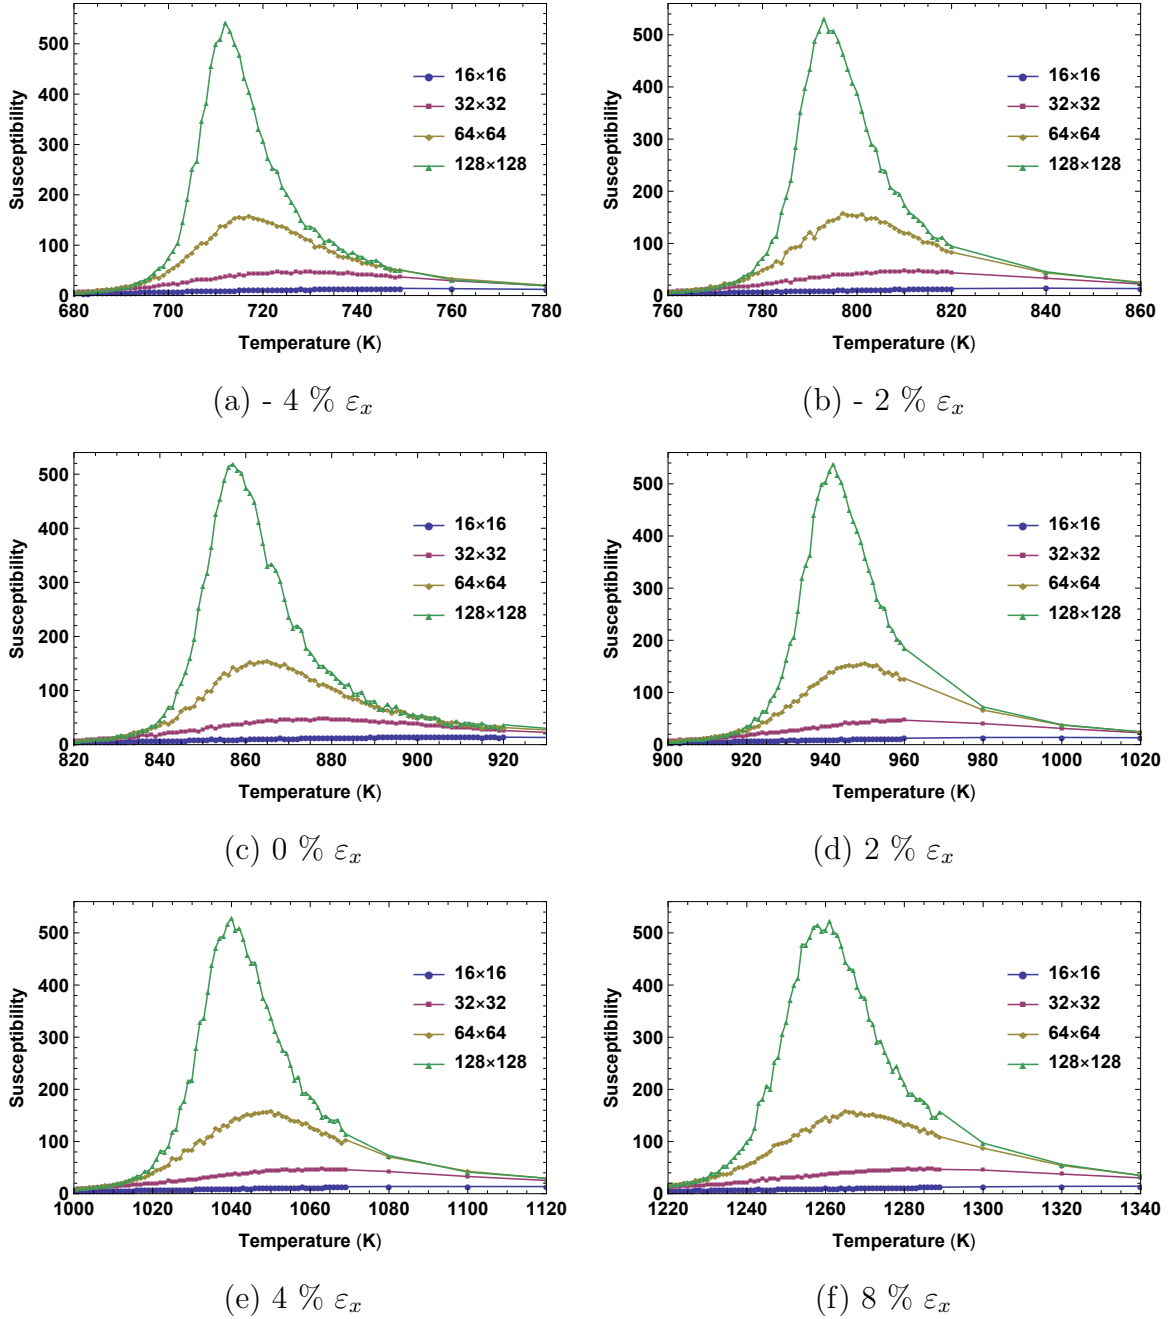 500
400
300
200
100
0
Susceptibility
680 700 720 740 760 780
Temperature (K)
16×16
32×32
64×64
128×128
(a) - 4 % εx
500
400
300
200
100
0
Susceptibility
760 780 800 820 840 860
Temperature (K)
16×16
32×32
64×64
128×128
(b) - 2 % εx
500
400
300
200
100
0
Susceptibility
820 840 860 880 900 920
Temperature (K)
16×16
32×32
64×64
128×128
(c) 0 % εx
500
400
300
200
100
0
Susceptibility
900 920 940 960 980 1000 1020
Temperature (K)
16×16
32×32
64×64
128×128
(d) 2 % εx
500
400
300
200
100
0
Susceptibility
1000 1020 1040 1060 1080 1100 1120
Temperature (K)
16×16
32×32
64×64
128×128
(e) 4 % εx
500
400
300
200
100
0
Susceptibility
1220 1240 1260 1280 1300 1320 1340
Temperature (K)
16×16
32×32
64×64
128×128
(f) 8 % εx